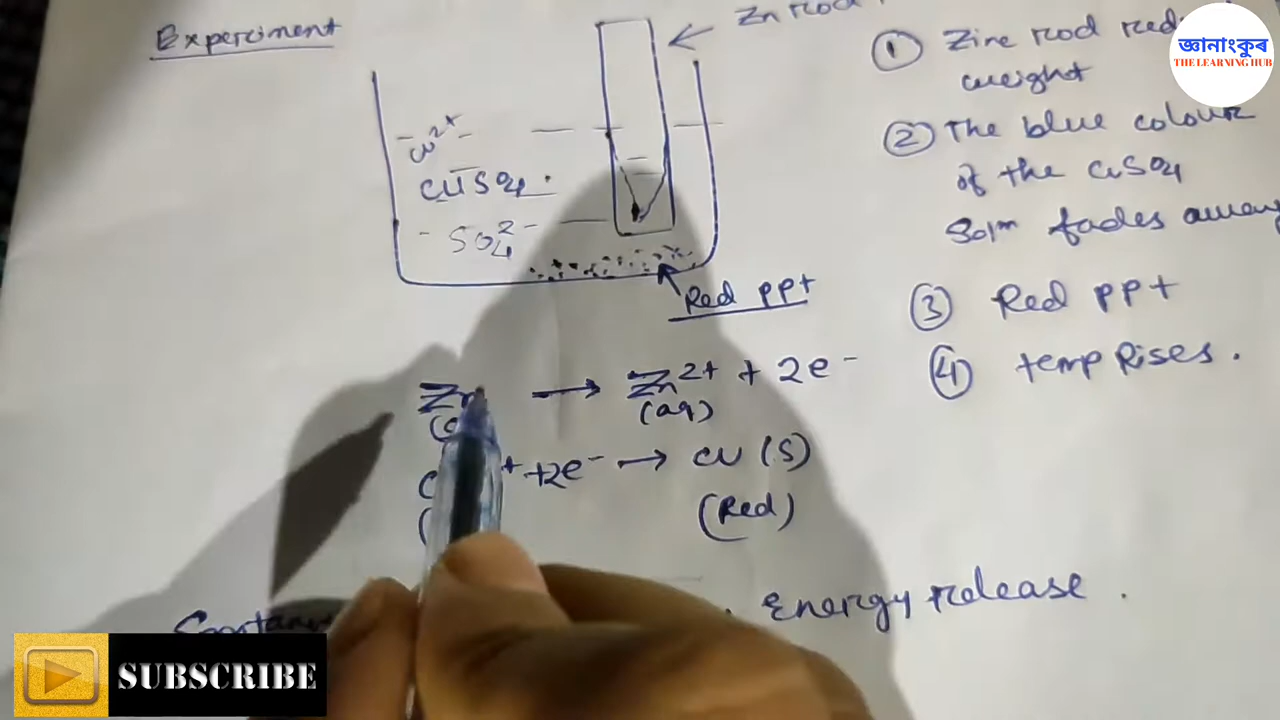 Experiment
Zn Rod
Cu²⁺
CuSO₄.
SO₄²⁻
Red ppt
① Zinc rod
weight
② The blue colour
of the CuSO₄
Solⁿ fades away
③ Red ppt
④ temp Rises.
Zn → Zn²⁺ + 2e⁻
(aq)
+2e⁻ → Cu (s)
(Red)
Energy release.
জ্ঞানাংকুৰ
THE LEARNING HUB
SUBSCRIBE